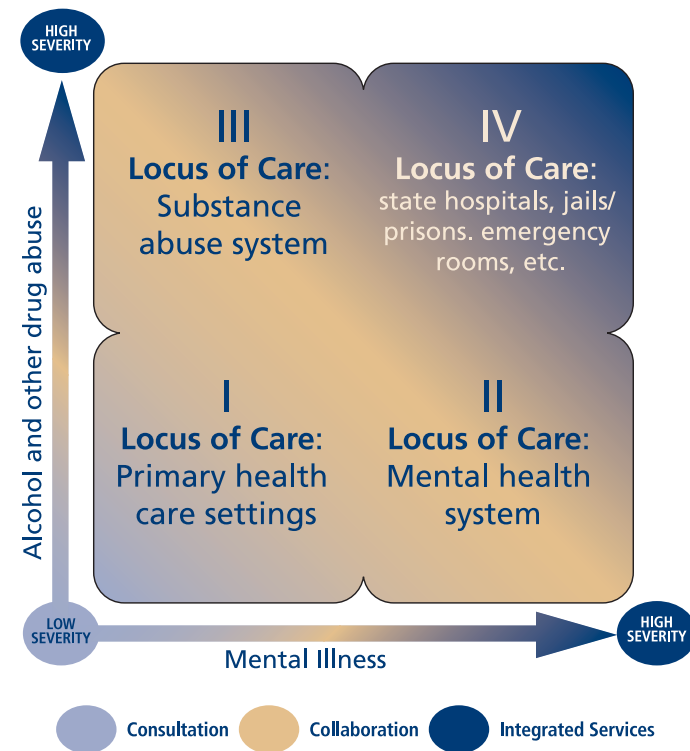 HIGH
SEVERITY
III
Locus of Care:
Substance
abuse system
IV
Locus of Care:
state hospitals, jails/
prisons. emergency
rooms, etc.
Alcohol and other drug abuse
I
Locus of Care:
Primary health
care settings
II
Locus of Care:
Mental health
system
LOW
SEVERITY
Mental Illness
HIGH
SEVERITY
Consultation
Collaboration
Integrated Services